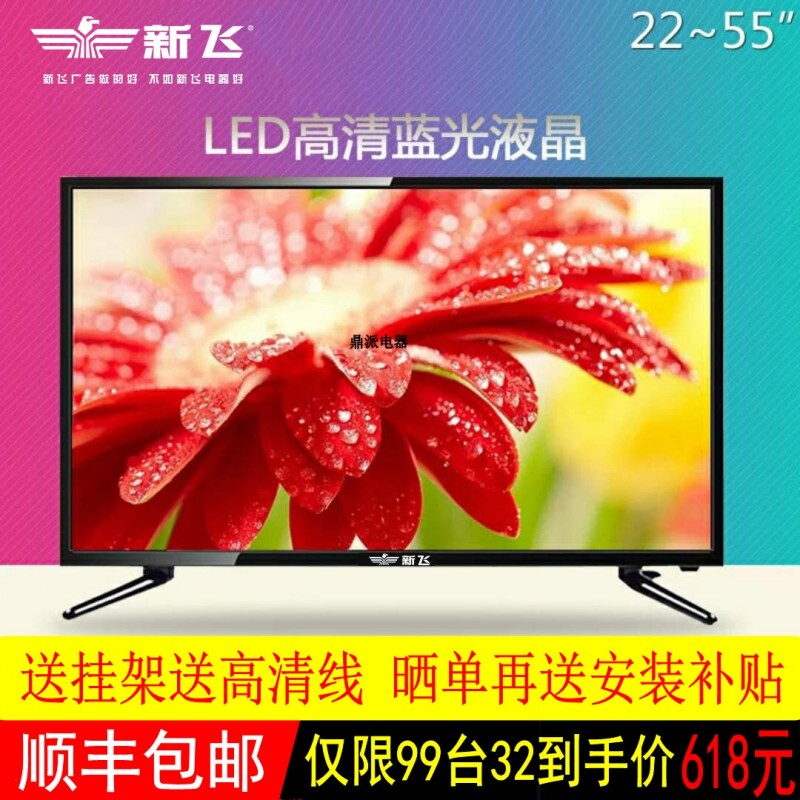 新飞
22~55"
新飞广告做的好 不如新飞电器好
LED高清蓝光液晶
鼎派电器
新飞
送挂架送高清线 晒单再送安装补贴
顺丰包邮 仅限99台32到手价618元